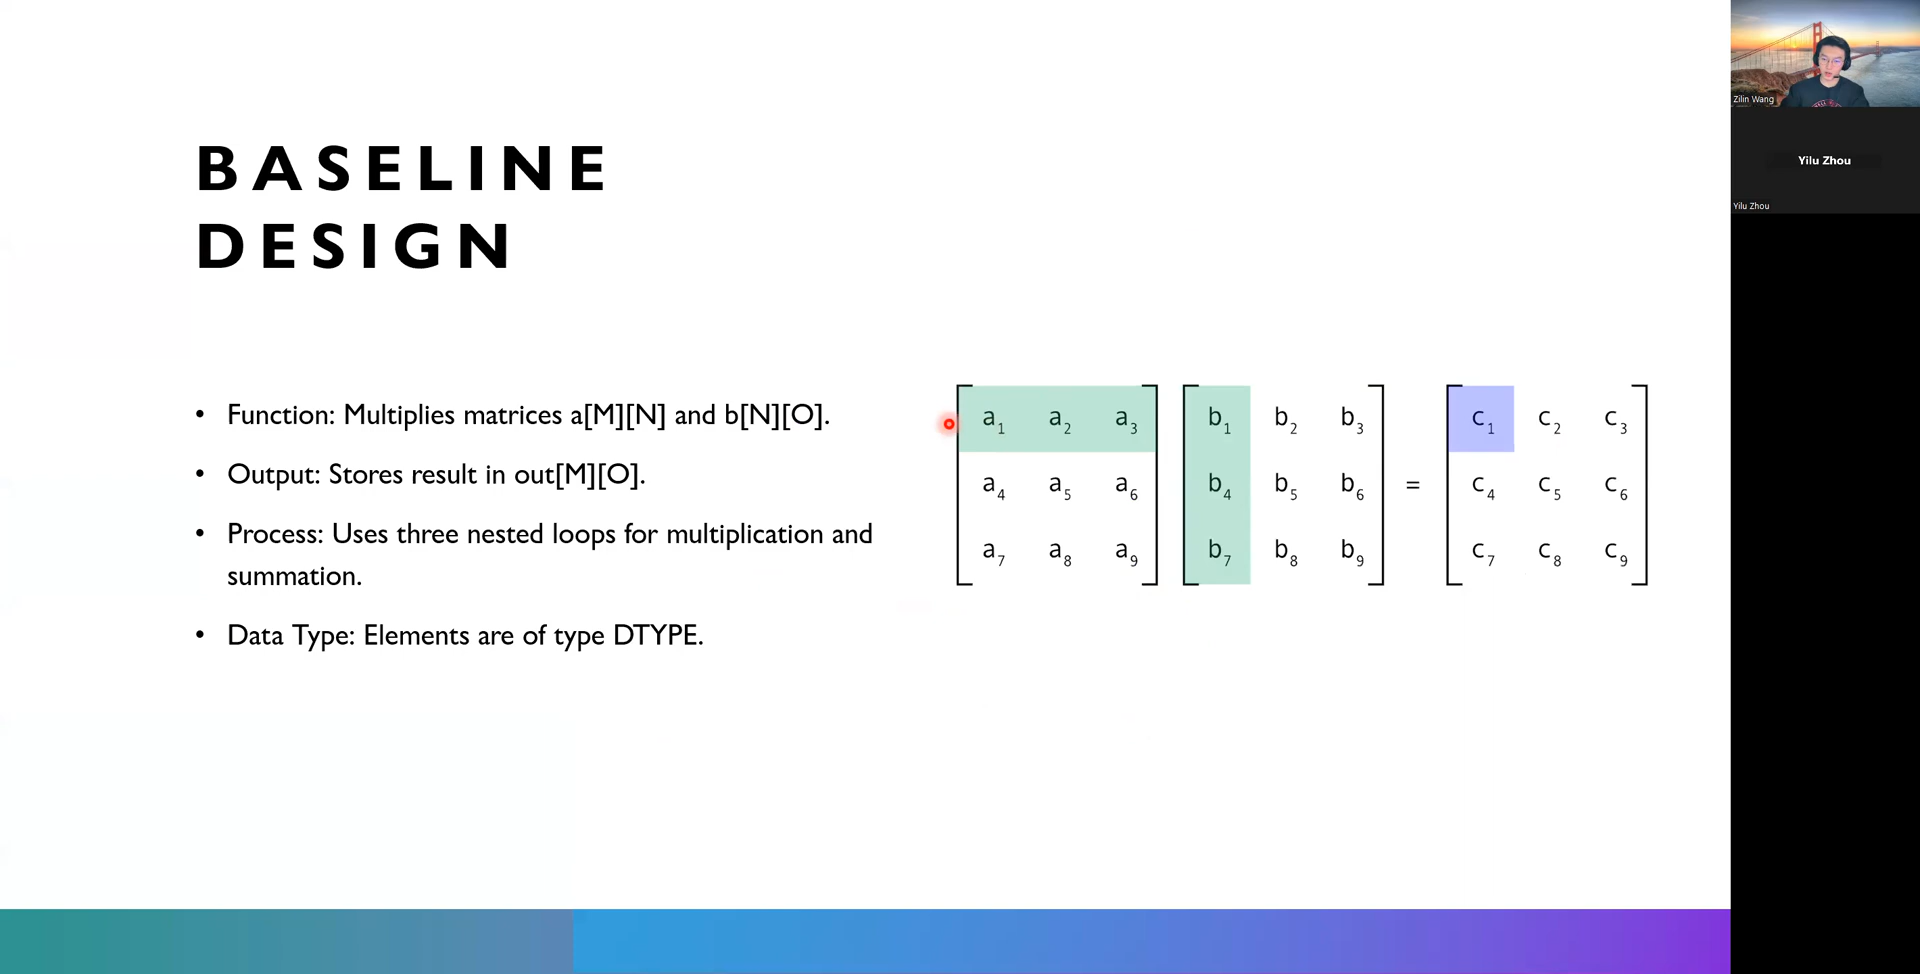 BASELINE
DESIGN
• Function: Multiplies matrices a[M][N] and b[N][O].
• Output: Stores result in out[M][O].
• Process: Uses three nested loops for multiplication and
summation.
• Data Type: Elements are of type DTYPE.
a1 a2 a3 b1 b2 b3 c1 c2 c3
a4 a5 a6 b4 b5 b6 = c4 c5 c6
a7 a8 a9 b7 b8 b9 c7 c8 c9
Zilin Wang
Yilu Zhou
Yilu Zhou